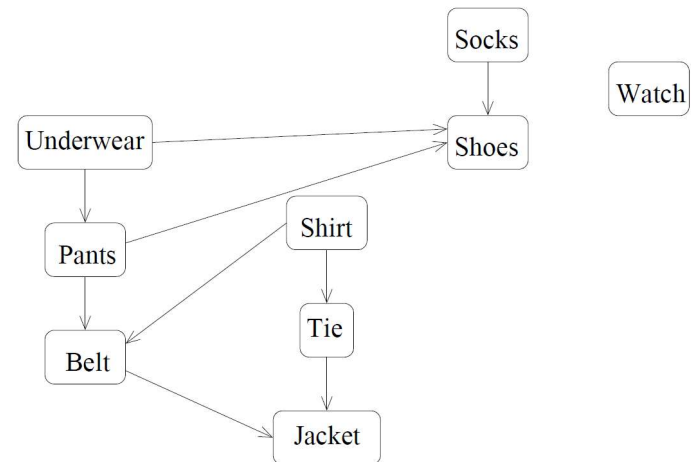 Socks
Watch
Underwear
Shoes
Shirt
Pants
Tie
Belt
Jacket